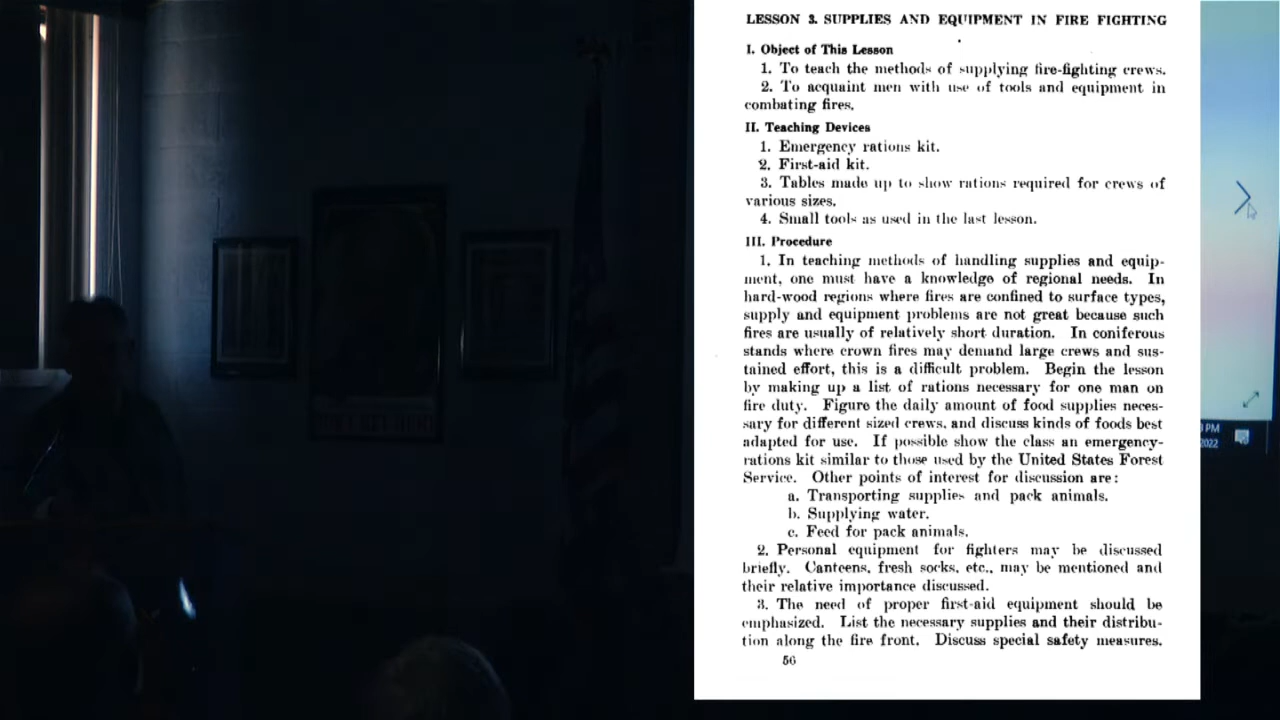 LESSON 3. SUPPLIES AND EQUIPMENT IN FIRE FIGHTING
I. Object of This Lesson
1. To teach the methods of supplying fire-fighting crews.
2. To acquaint men with use of tools and equipment in
combating fires.
II. Teaching Devices
1. Emergency rations kit.
2. First-aid kit.
3. Tables made up to show rations required for crews of
various sizes.
4. Small tools as used in the last lesson.
III. Procedure
1. In teaching methods of handling supplies and equip-
ment, one must have a knowledge of regional needs. In
hard-wood regions where fires are confined to surface types,
supply and equipment problems are not great because such
fires are usually of relatively short duration. In coniferous
stands where crown fires may demand large crews and sus-
tained effort, this is a difficult problem. Begin the lesson
by making up a list of rations necessary for one man on
fire duty. Figure the daily amount of food supplies neces-
sary for different sized crews, and discuss kinds of foods best
adapted for use. If possible show the class an emergency-
rations kit similar to those used by the United States Forest
Service. Other points of interest for discussion are:
a. Transporting supplies and pack animals.
b. Supplying water.
c. Feed for pack animals.
2. Personal equipment for fighters may be discussed
briefly. Canteens, fresh socks, etc., may be mentioned and
their relative importance discussed.
3. The need of proper first-aid equipment should be
emphasized. List the necessary supplies and their distribu-
tion along the fire front. Discuss special safety measures.
56
PM
2022